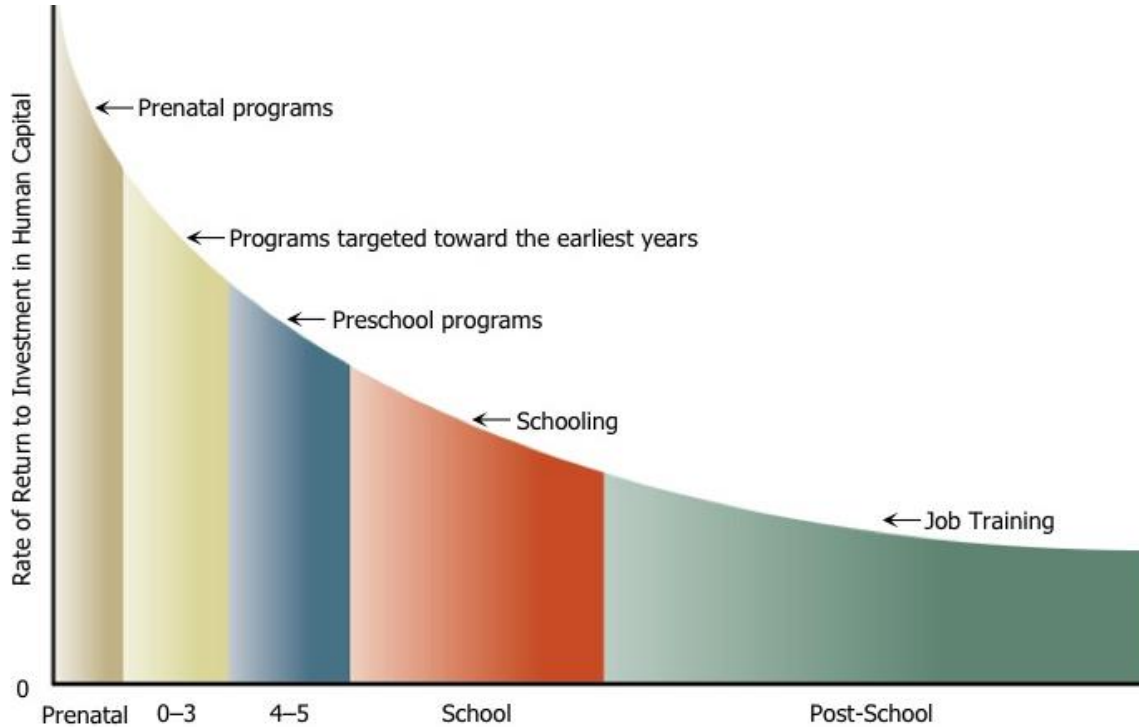 Rate of Return to Investment in Human Capital
Prenatal programs
Programs targeted toward the earliest years
Preschool programs
Schooling
Job Training
0
Prenatal 0–3 4–5 School Post-School